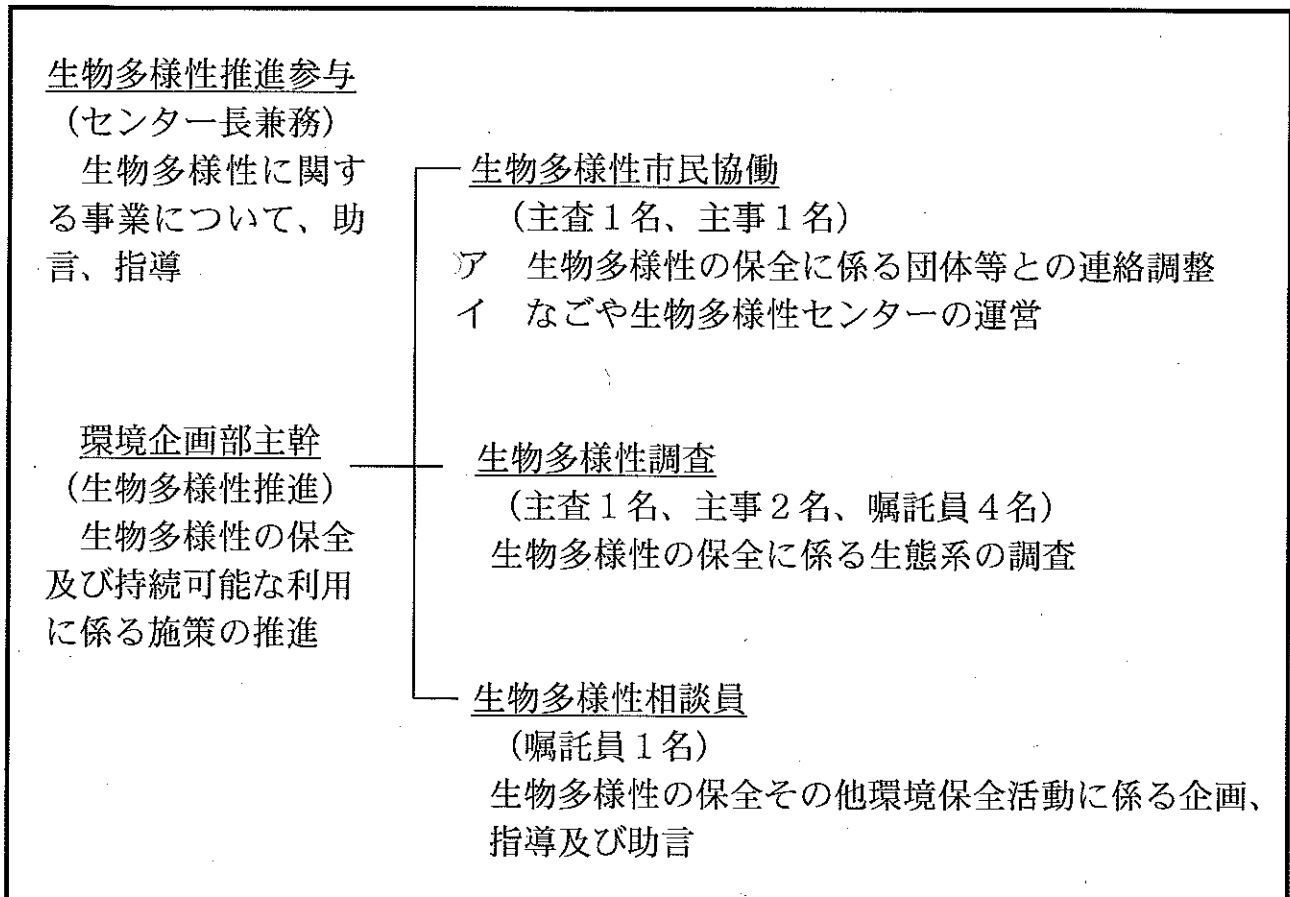 生物多様性推進参与
(センター長兼務)
生物多様性に関す
る事業について、助
言、指導
生物多様性市民協働
(主査1名、主事1名)
ア 生物多様性の保全に係る団体等との連絡調整
イ なごや生物多様性センターの運営
環境企画部主幹
(生物多様性推進)
生物多様性の保全
及び持続可能な利用
に係る施策の推進
生物多様性調査
(主査1名、主事2名、嘱託員4名)
生物多様性の保全に係る生態系の調査
生物多様性相談員
(嘱託員1名)
生物多様性の保全その他環境保全活動に係る企画、
指導及び助言